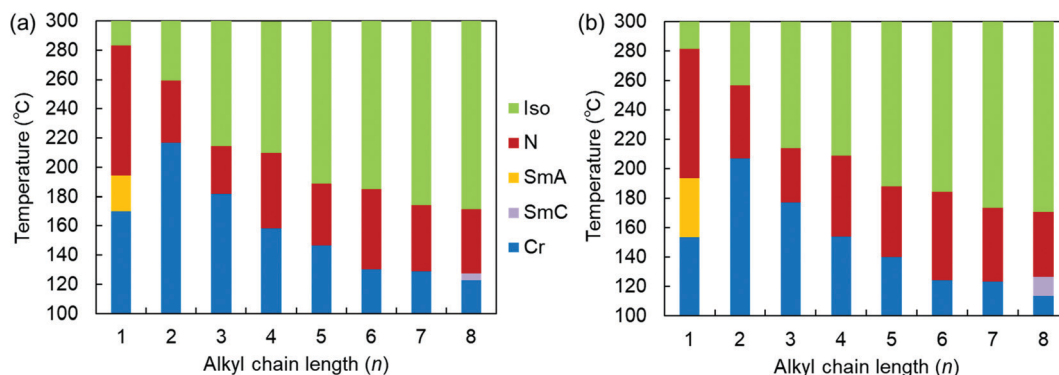 (a)
300
280
260
240
220
200
180
160
140
120
100
Temperature (°C)
1 2 3 4 5 6 7 8
Alkyl chain length (n)
Iso
N
SmA
SmC
Cr
(b)
300
280
260
240
220
200
180
160
140
120
100
Temperature (°C)
1 2 3 4 5 6 7 8
Alkyl chain length (n)